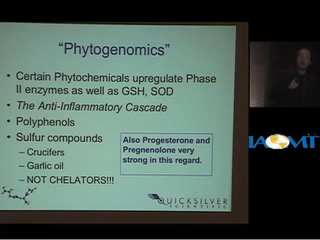 “Phytogenomics”
• Certain Phytochemicals upregulate Phase
II enzymes as well as GSH, SOD
• The Anti-Inflammatory Cascade
• Polyphenols
• Sulfur compounds
– Crucifers
– Garlic oil
– NOT CHELATORS!!!
Also Progesterone and
Pregnenolone very
strong in this regard.
QUICKSILVER
SCIENTIFIC
IAOMT